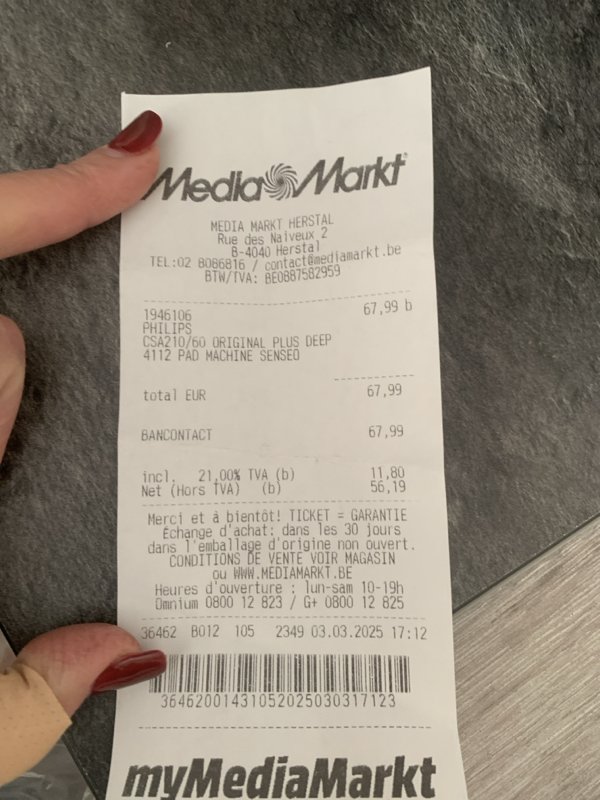 Media Markt
MEDIA MARKT HERSTAL
Rue des Naiveux 2
B-4040 Herstal
TEL:02 8086816 / contact@mediamarkt.be
BTW/TVA: BE0887582959
1946106 67,99 b
PHILIPS
CSA210/60 ORIGINAL PLUS DEEP
4112 PAD MACHINE SENSEO
total EUR 67,99
BANCONTACT 67,99
incl. 21,00% TVA (b) 11,80
Net (Hors TVA) (b) 56,19
Merci et à bientôt! TICKET = GARANTIE
Échange d'achat: dans les 30 jours
dans l'emballage d'origine non ouvert.
CONDITIONS DE VENTE VOIR MAGASIN
ou WWW.MEDIAMARKT.BE
Heures d'ouverture : lun-sam 10-19h
Omnium 0800 12 823 / G+ 0800 12 825
36462 B012 105 2349 03.03.2025 17:12
36462001431052025030317123
myMediaMarkt